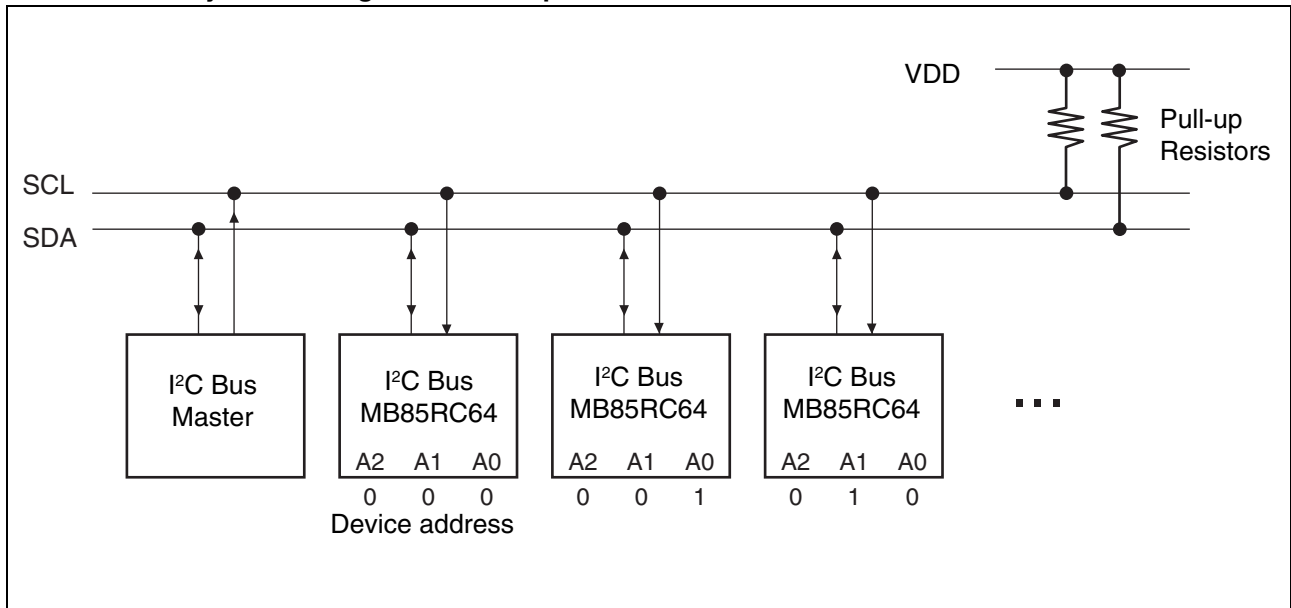 VDD
Pull-up
Resistors
SCL
SDA
I²C Bus
Master
I²C Bus
MB85RC64
A2 A1 A0
0 0 0
Device address
I²C Bus
MB85RC64
A2 A1 A0
0 0 1
I²C Bus
MB85RC64
A2 A1 A0
0 1 0
...